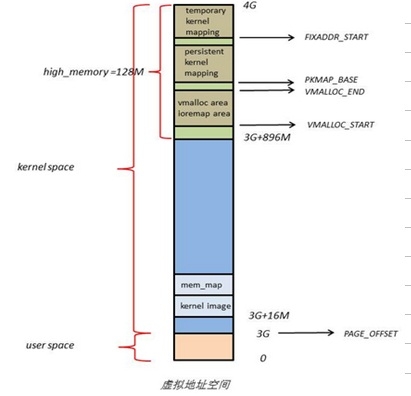 4G
temporary
kernel
mapping
FIXADDR_START
persistent
kernel
mapping
high_memory =128M
PKMAP_BASE
VMALLOC_END
vmalloc area
ioremap area
VMALLOC_START
3G+896M
kernel space
mem_map
kernel image
3G+16M
3G
PAGE_OFFSET
user space
0
虚拟地址空间